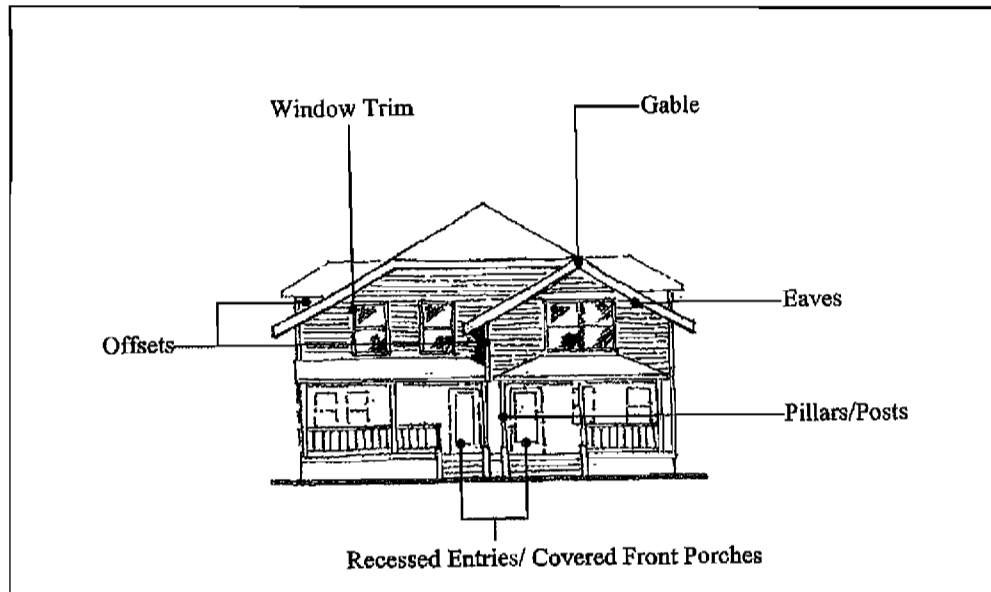 Window Trim
Gable
Eaves
Offsets
Pillars/Posts
Recessed Entries/ Covered Front Porches